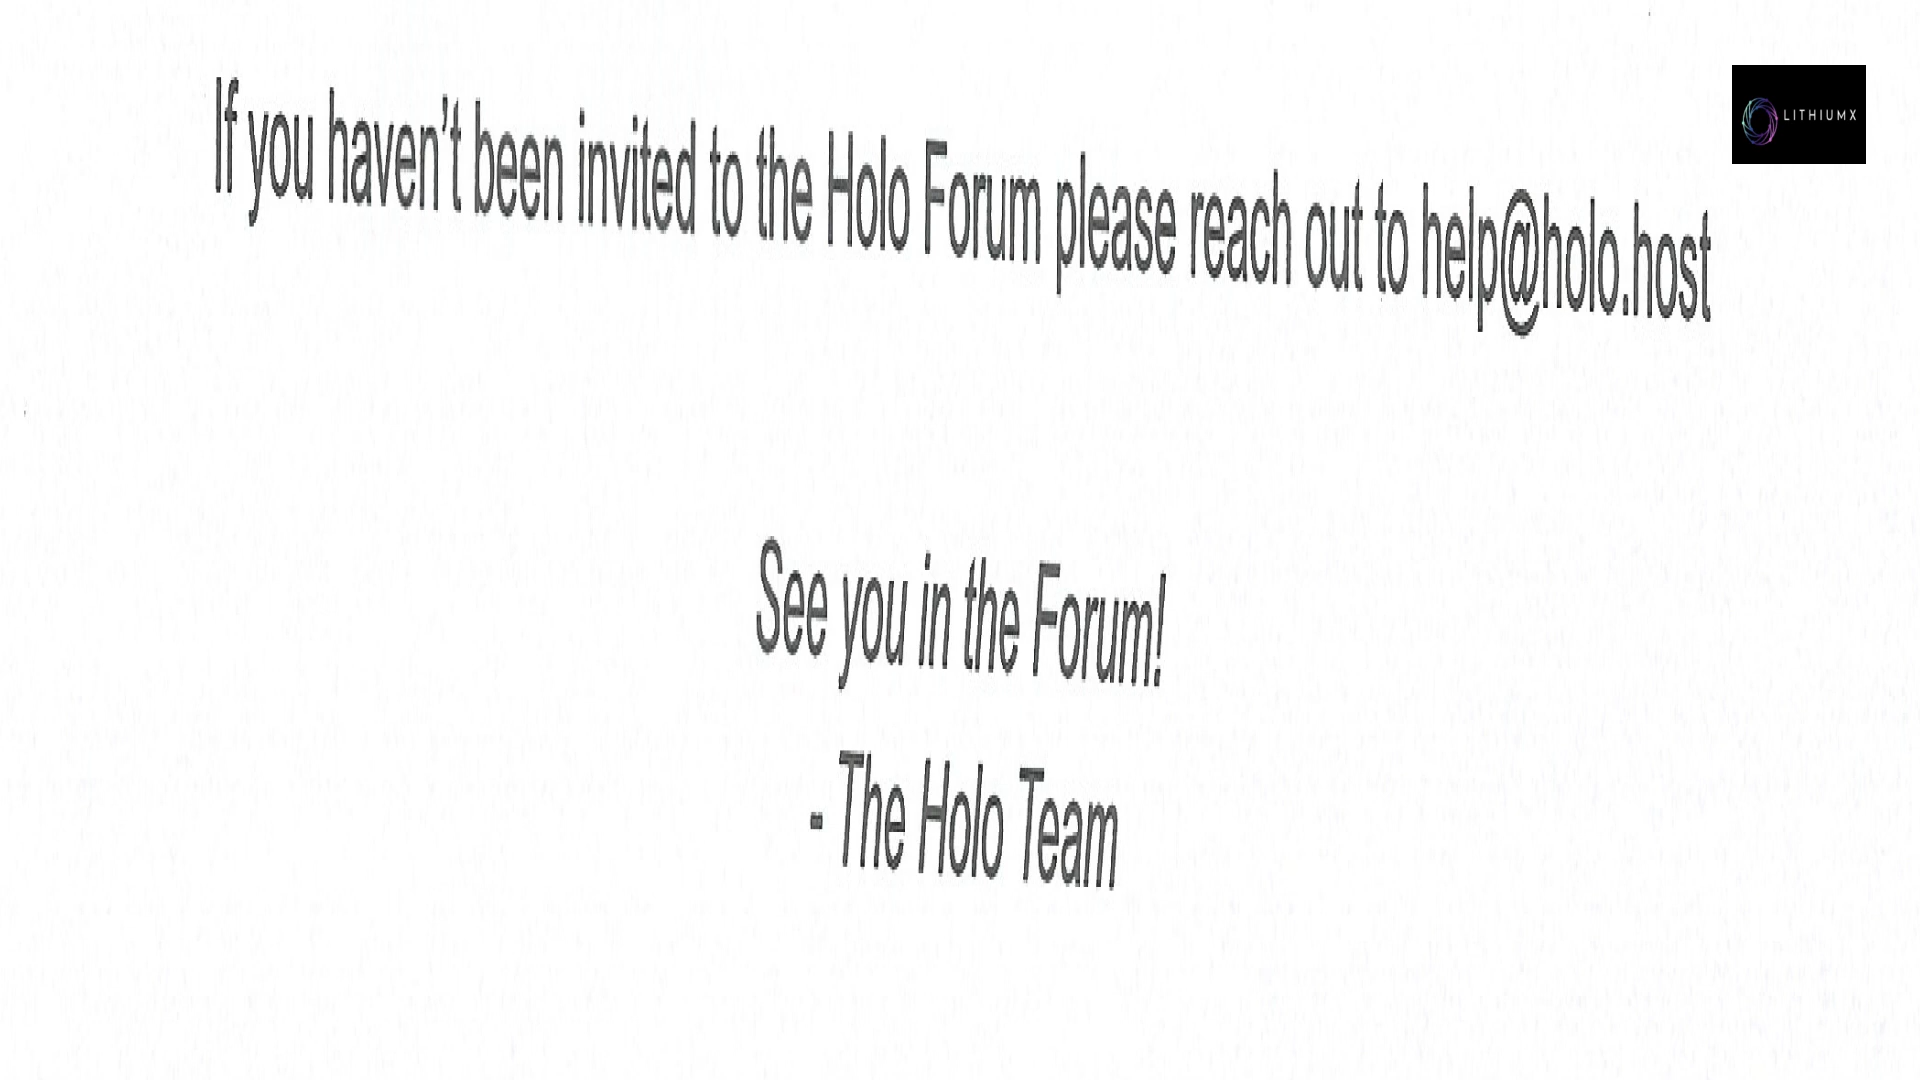 If you haven't been invited to the Holo Forum please reach out to help@holo.host
See you in the Forum!
- The Holo Team
LITHIUMX